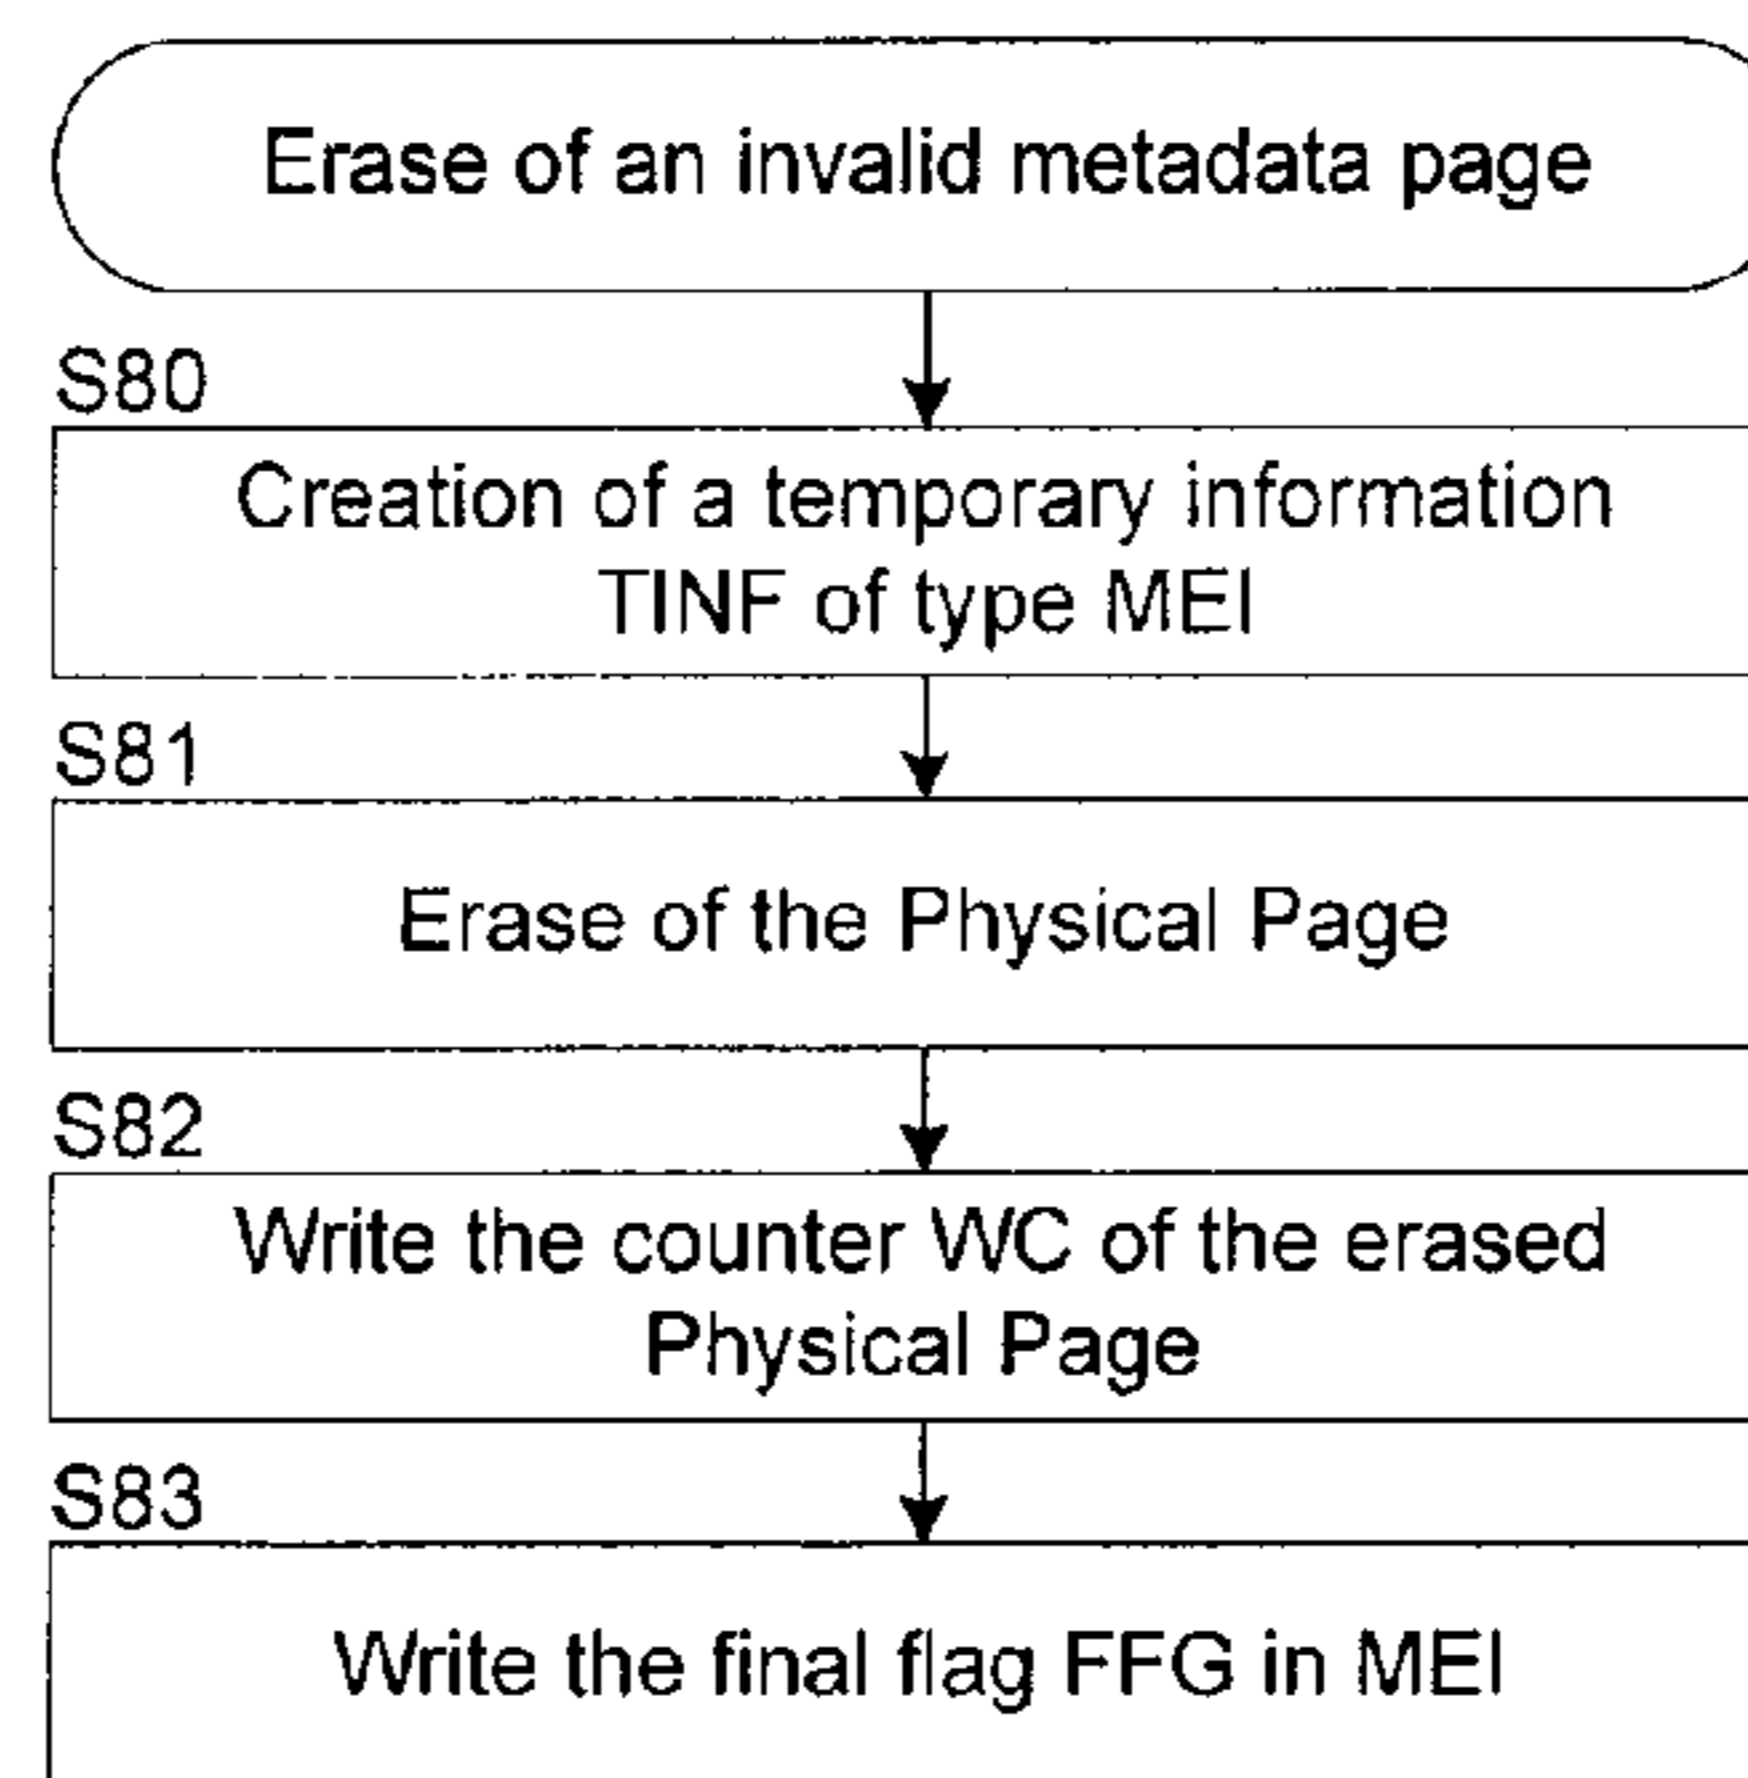 Erase of an invalid metadata page
S80
Creation of a temporary information
TINF of type MEI
S81
Erase of the Physical Page
S82
Write the counter WC of the erased
Physical Page
S83
Write the final flag FFG in MEI